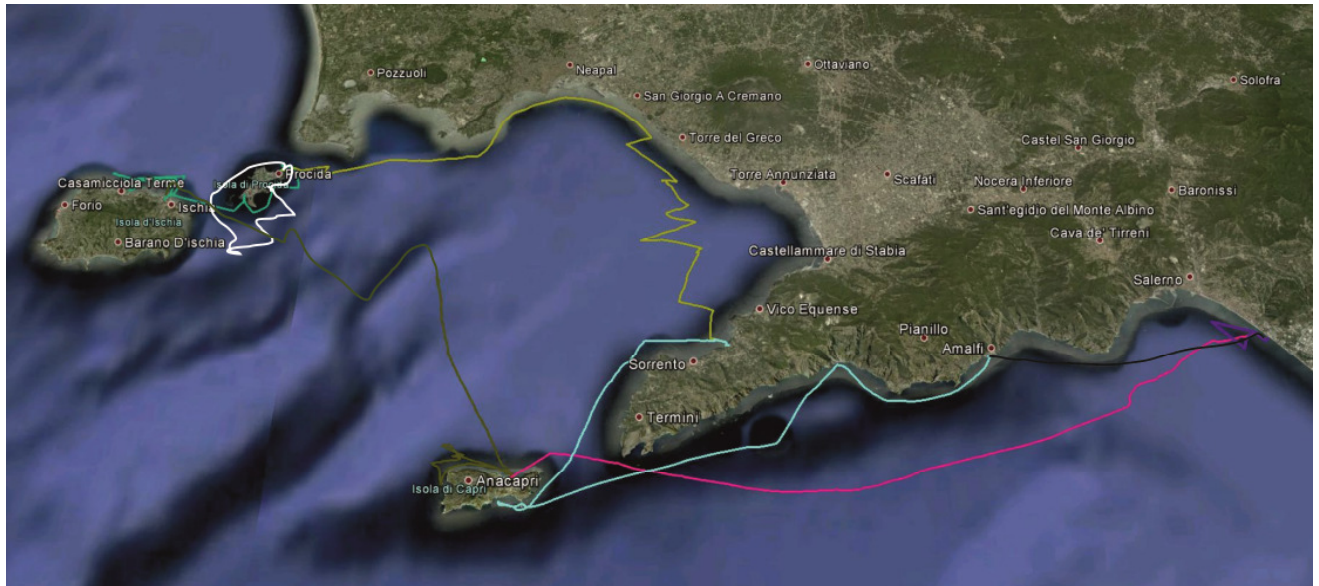 Ottaviano
Neapal
Pozzuoli
Solofra
San Giorgio A Cremano
Torre del Greco
Castel San Giorgio
Procida
Isola di Procida
Torre Annunziata
Scafati
Nocera Inferiore
Baronissi
Casamicciola Terme
Forio
Ischia
Sant'egidio del Monte Albino
Isola d'Ischia
Cava de' Tirreni
Barano D'ischia
Castellammare di Stabia
Salerno
Vico Equense
Pianillo
Amalfi
Sorrento
Termini
Anacapri
Isola di Capri